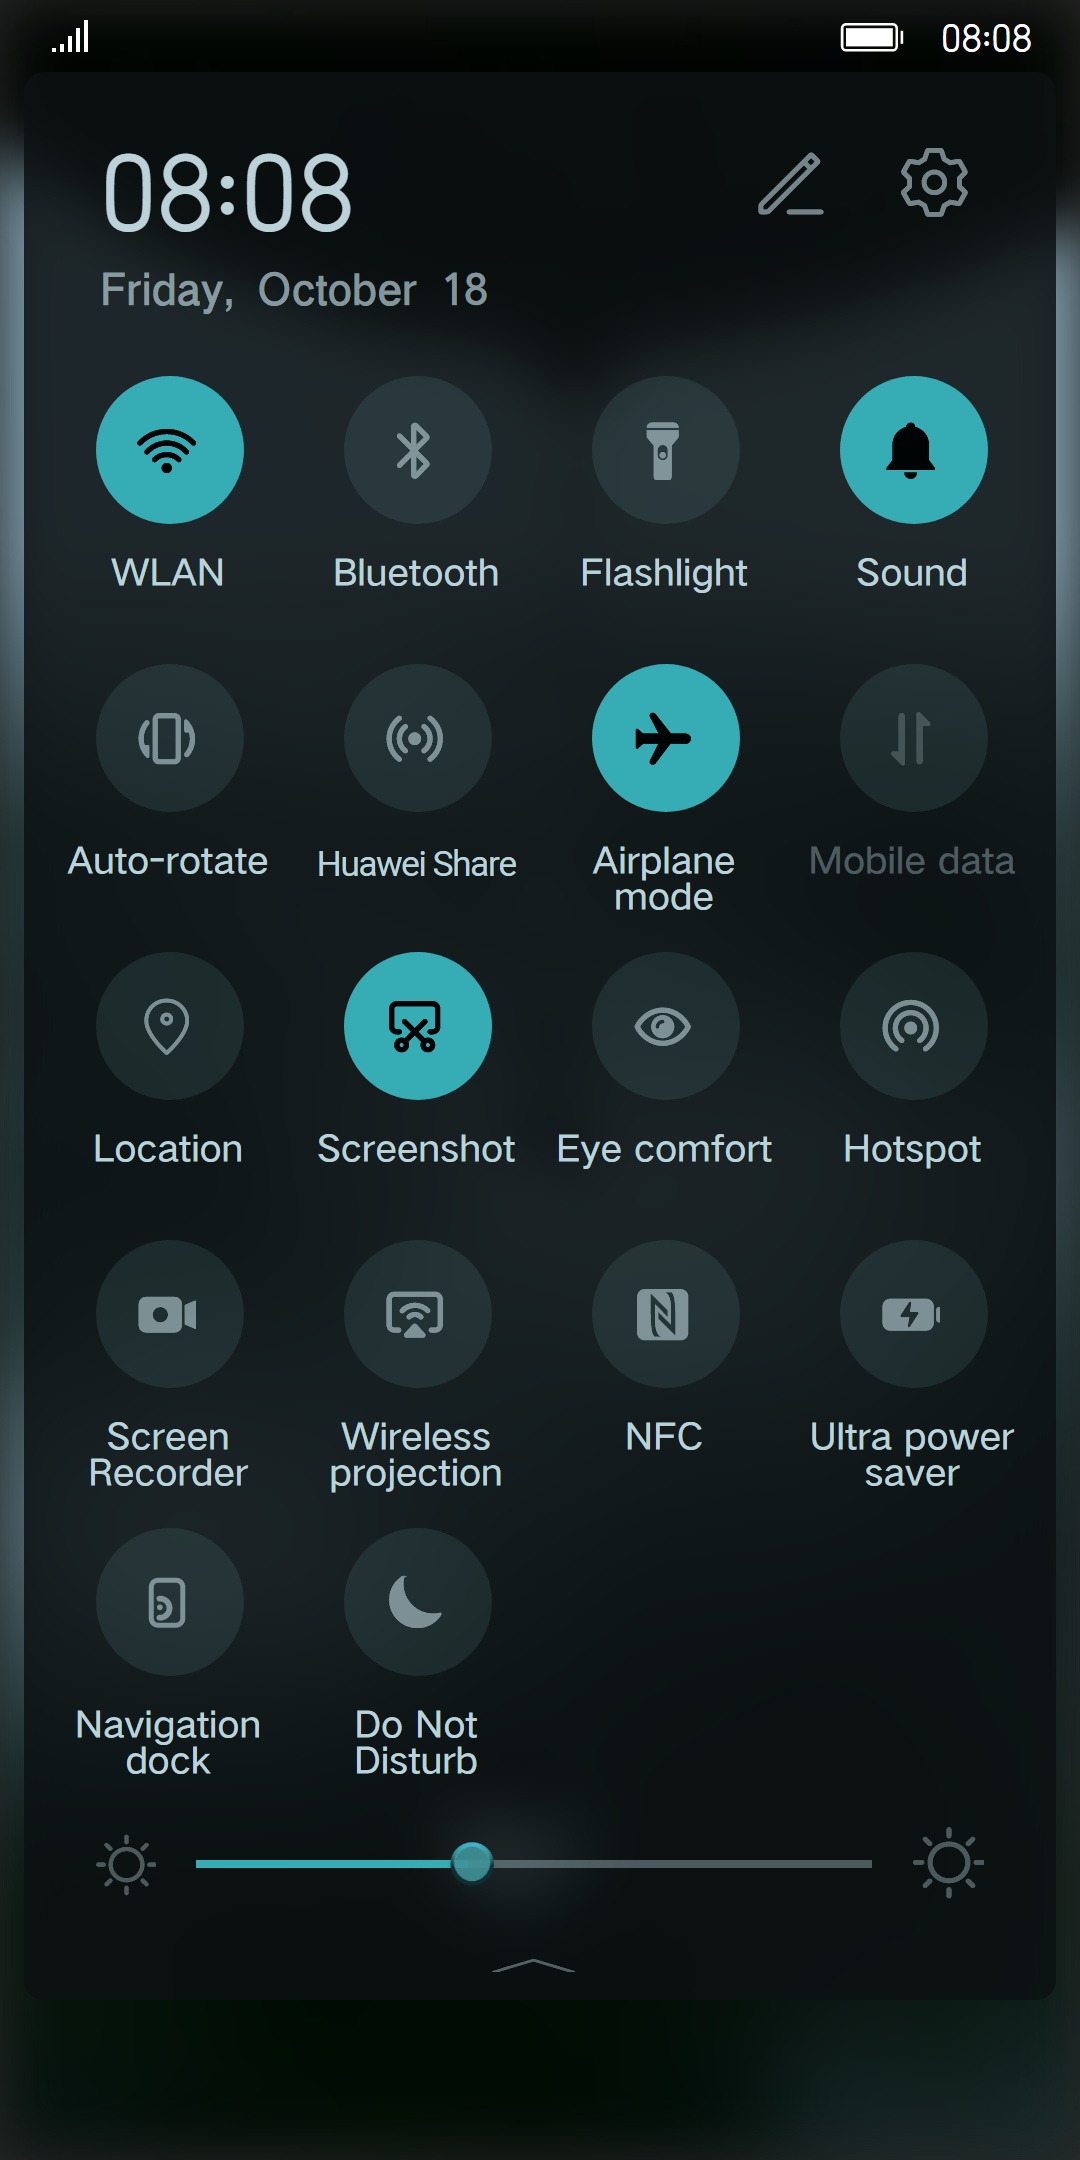 08:08
08:08
Friday, October 18
WLAN
Bluetooth
Flashlight
Sound
Auto-rotate
Huawei Share
Airplane
mode
Mobile data
Location
Screenshot
Eye comfort
Hotspot
Screen
Recorder
Wireless
projection
NFC
Ultra power
saver
Navigation
dock
Do Not
Disturb